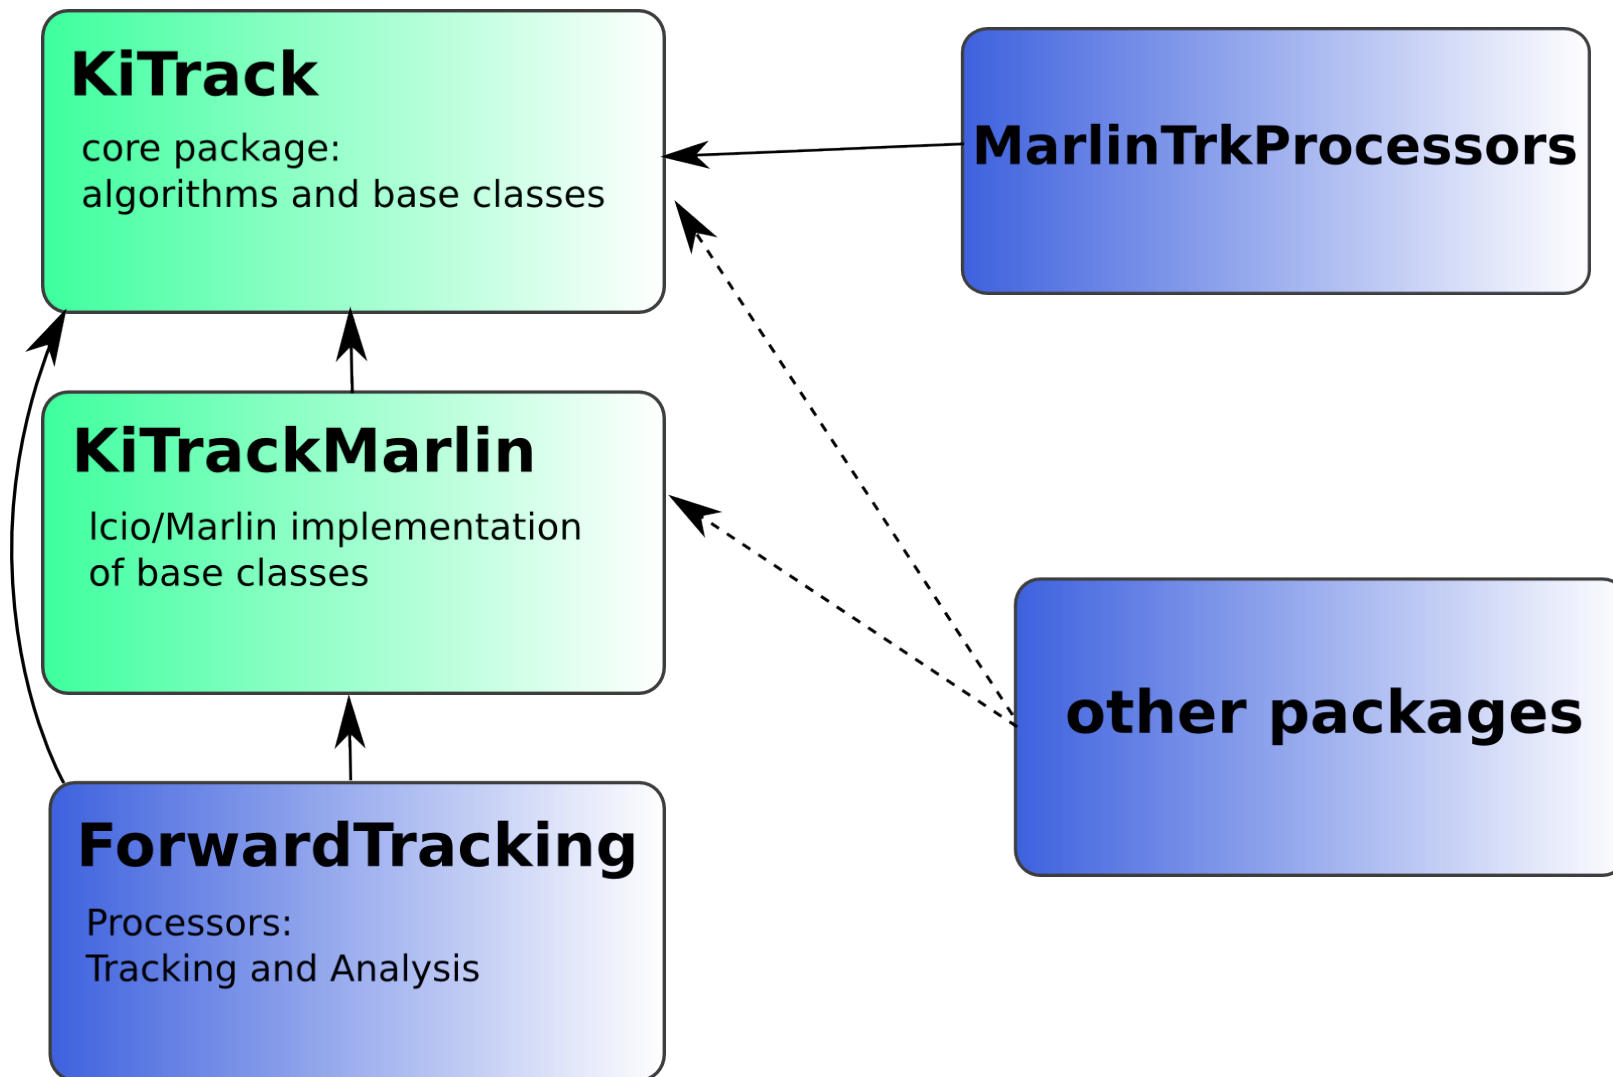 KiTrack
core package:
algorithms and base classes
MarlinTrkProcessors
KiTrackMarlin
lcio/Marlin implementation
of base classes
other packages
ForwardTracking
Processors:
Tracking and Analysis